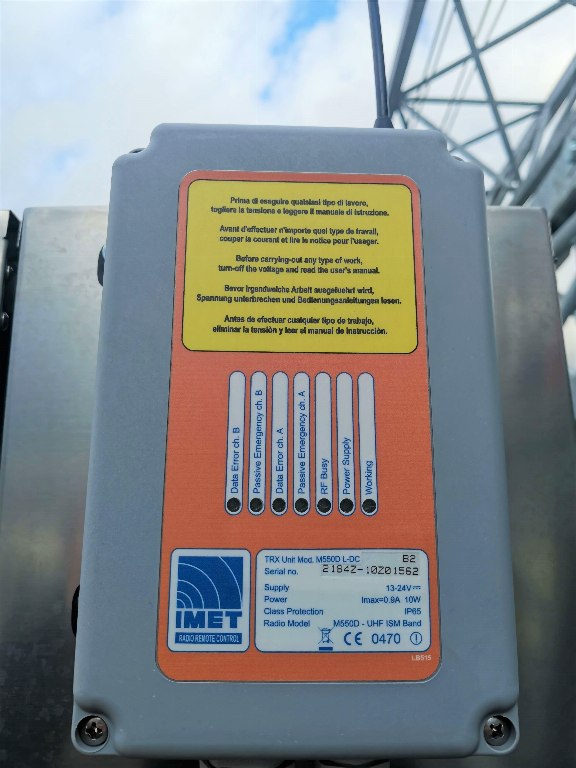 Prima di eseguire qualsiasi tipo di lavoro,
togliere la tensione e leggere il manuale di istruzione.
Avant d'effectuer n'importe quel type de travail,
couper le courant et lire le notice pour l'useger.
Before carrying-out any type of work,
turn-off the voltage and read the user's manual.
Bevor irgendwelche Arbeit ausgefuehrt wird,
Spannung unterbrechen und Bedienungsanleitungen lesen.
Antes de efectuar cualquier tipo de trabajo,
eliminar la tensión y leer el manual de instrucción.
Data Error ch. B
Passive Emergency ch. B
Data Error ch. A
Passive Emergency ch. A
RF Busy
Power Supply
Working
IMET
RADIO REMOTE CONTROL
TRX Unit Mod. M550D L-DC B2
Serial no. 2184Z-10Z01562
Supply 13-24V
Power Imax=0.9A 10W
Class Protection IP65
Radio Model M550D - UHF ISM Band
CE 0470
LB515